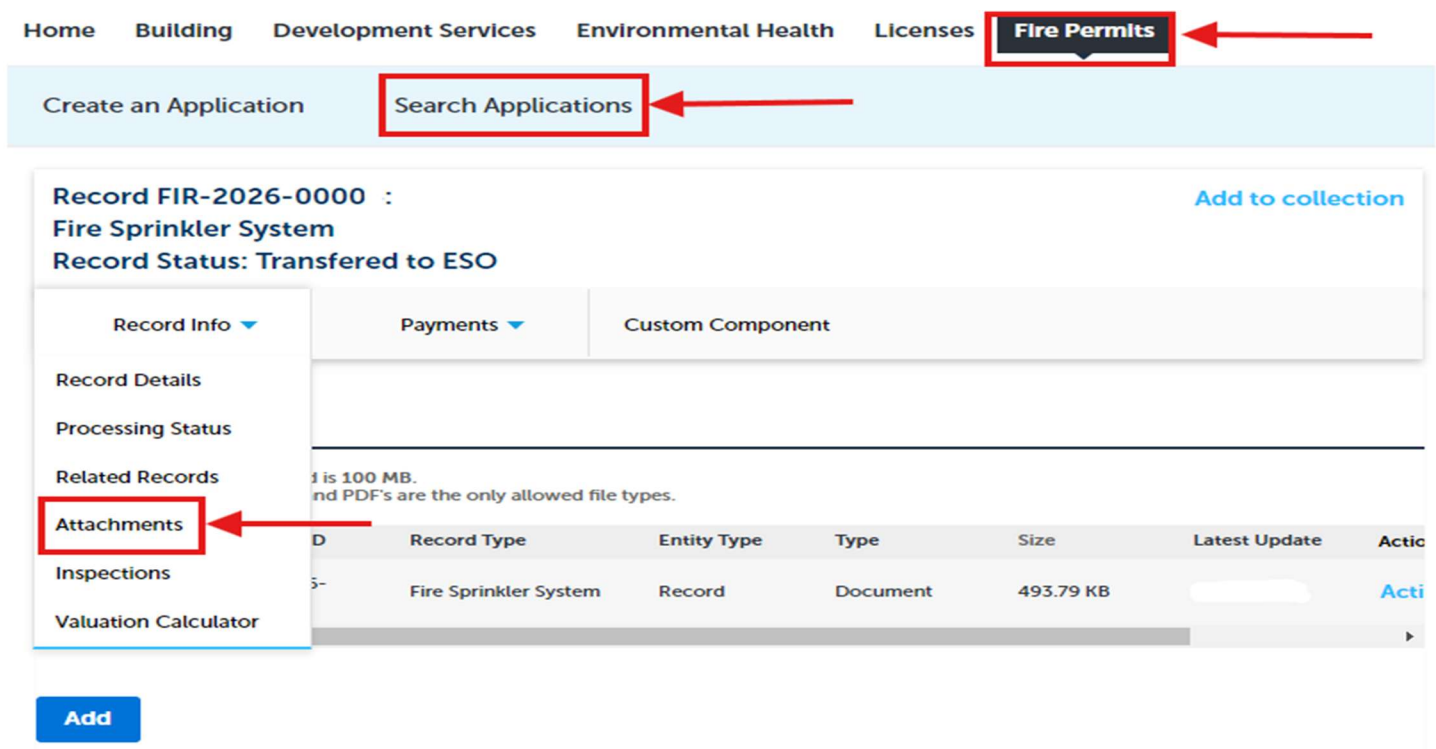 Home Building Development Services Environmental Health Licenses Fire Permits
Create an Application Search Applications
Record FIR-2026-0000 :
Fire Sprinkler System
Record Status: Transfered to ESO
Add to collection
Record Info Payments Custom Component
Record Details
Processing Status
Related Records
Attachments
Inspections
Valuation Calculator
is 100 MB.
nd PDF's are the only allowed file types.
D Record Type Entity Type Type Size Latest Update Actio
Fire Sprinkler System Record Document 493.79 KB Acti
Add